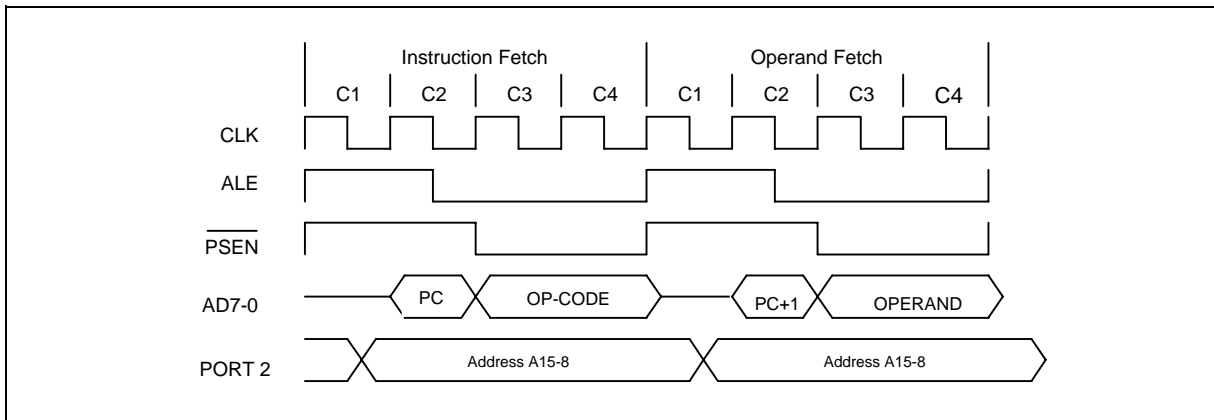 Instruction Fetch Operand Fetch
C1 C2 C3 C4 C1 C2 C3 C4
CLK
ALE
PSEN
AD7-0 PC OP-CODE PC+1 OPERAND
PORT 2 Address A15-8 Address A15-8